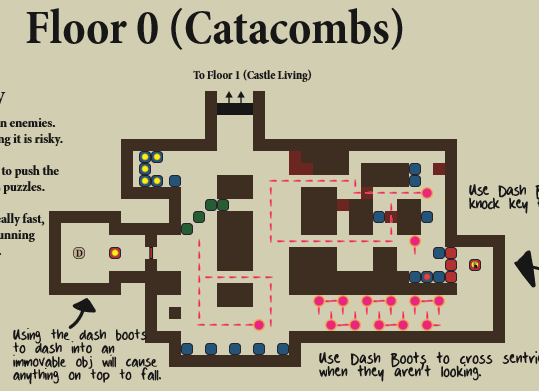 Floor 0 (Catacombs)
To Floor 1 (Castle Living)
y
n enemies.
ng it is risky.
to push the
puzzles.
eally fast,
unning
Use Dash B
knock key
D
Using the dash boots
to dash into an
immovable obj will cause
anything on top to fall.
Use Dash Boots to cross sentri
when they aren't looking.